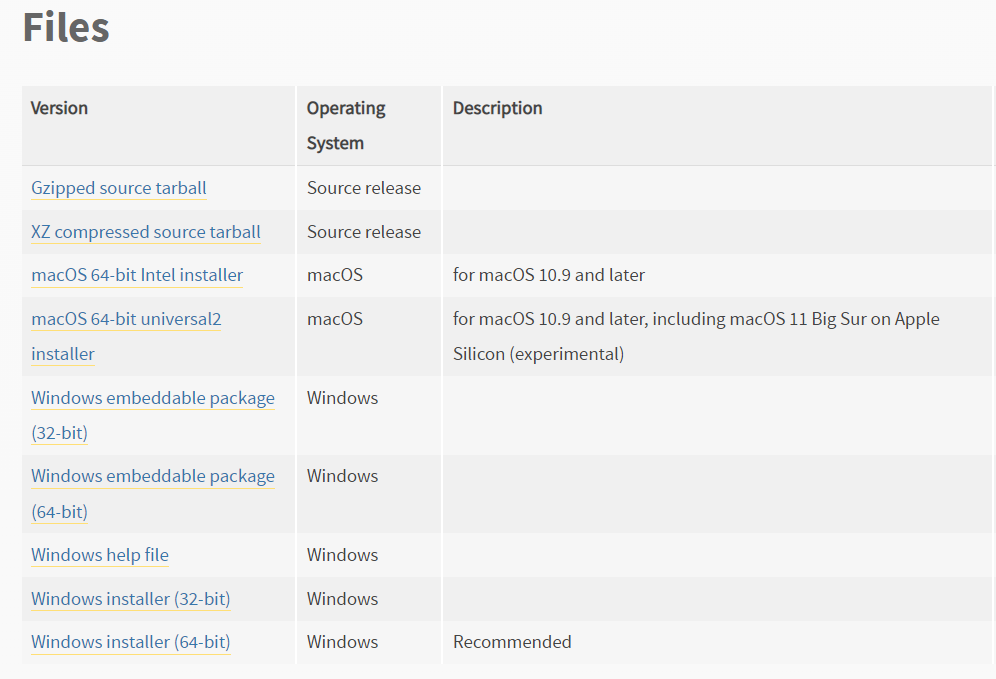 Files
Version Operating Description
System
Gzipped source tarball Source release
XZ compressed source tarball Source release
macOS 64-bit Intel installer macOS for macOS 10.9 and later
macOS 64-bit universal2 macOS for macOS 10.9 and later, including macOS 11 Big Sur on Apple
installer Silicon (experimental)
Windows embeddable package Windows
(32-bit)
Windows embeddable package Windows
(64-bit)
Windows help file Windows
Windows installer (32-bit) Windows
Windows installer (64-bit) Windows Recommended